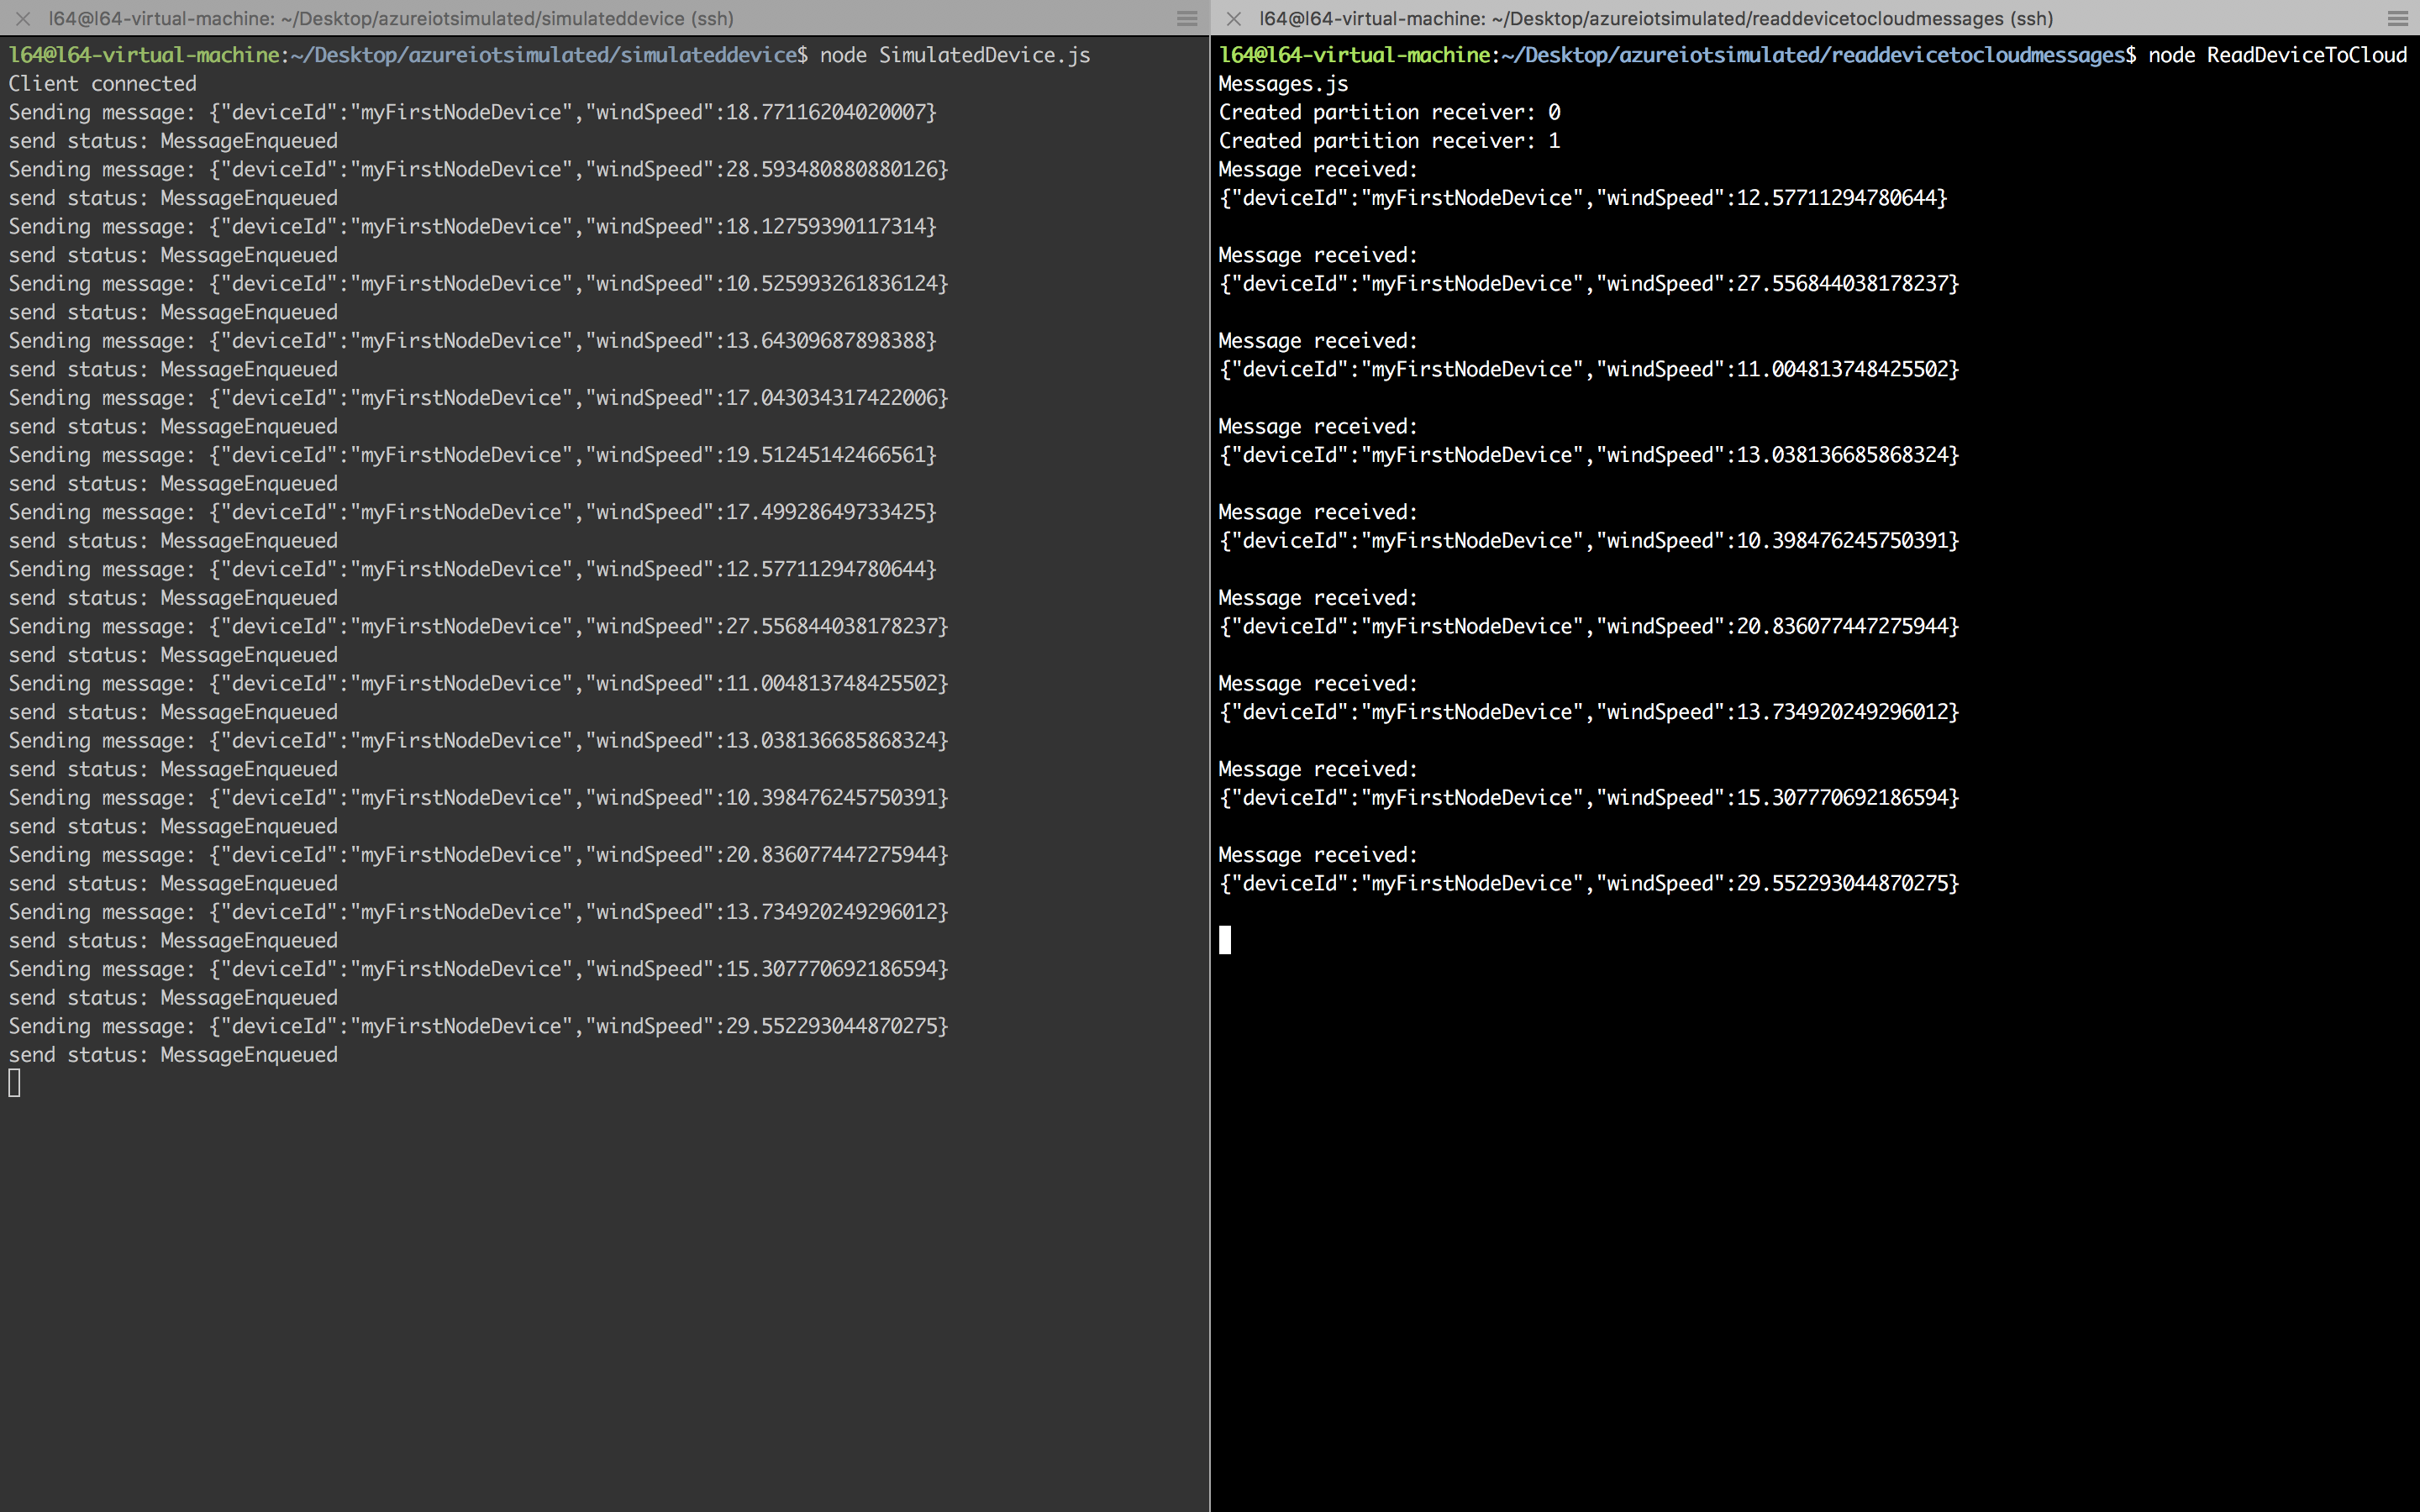 l64@l64-virtual-machine: ~/Desktop/azureiotsimulated/simulateddevice (ssh)
l64@l64-virtual-machine:~/Desktop/azureiotsimulated/simulateddevice$ node SimulatedDevice.js
Client connected
Sending message: {"deviceId":"myFirstNodeDevice","windSpeed":18.77116204020007}
send status: MessageEnqueued
Sending message: {"deviceId":"myFirstNodeDevice","windSpeed":28.593480880880126}
send status: MessageEnqueued
Sending message: {"deviceId":"myFirstNodeDevice","windSpeed":18.12759390117314}
send status: MessageEnqueued
Sending message: {"deviceId":"myFirstNodeDevice","windSpeed":10.525993261836124}
send status: MessageEnqueued
Sending message: {"deviceId":"myFirstNodeDevice","windSpeed":13.64309687898388}
send status: MessageEnqueued
Sending message: {"deviceId":"myFirstNodeDevice","windSpeed":17.043034317422006}
send status: MessageEnqueued
Sending message: {"deviceId":"myFirstNodeDevice","windSpeed":19.51245142466561}
send status: MessageEnqueued
Sending message: {"deviceId":"myFirstNodeDevice","windSpeed":17.49928649733425}
send status: MessageEnqueued
Sending message: {"deviceId":"myFirstNodeDevice","windSpeed":12.57711294780644}
send status: MessageEnqueued
Sending message: {"deviceId":"myFirstNodeDevice","windSpeed":27.556844038178237}
send status: MessageEnqueued
Sending message: {"deviceId":"myFirstNodeDevice","windSpeed":11.004813748425502}
send status: MessageEnqueued
Sending message: {"deviceId":"myFirstNodeDevice","windSpeed":13.038136685868324}
send status: MessageEnqueued
Sending message: {"deviceId":"myFirstNodeDevice","windSpeed":10.398476245750391}
send status: MessageEnqueued
Sending message: {"deviceId":"myFirstNodeDevice","windSpeed":20.836077447275944}
send status: MessageEnqueued
Sending message: {"deviceId":"myFirstNodeDevice","windSpeed":13.734920249296012}
send status: MessageEnqueued
Sending message: {"deviceId":"myFirstNodeDevice","windSpeed":15.307770692186594}
send status: MessageEnqueued
Sending message: {"deviceId":"myFirstNodeDevice","windSpeed":29.552293044870275}
send status: MessageEnqueued
l64@l64-virtual-machine: ~/Desktop/azureiotsimulated/readdevicetocloudmessages (ssh)
l64@l64-virtual-machine:~/Desktop/azureiotsimulated/readdevicetocloudmessages$ node ReadDeviceToCloud
Messages.js
Created partition receiver: 0
Created partition receiver: 1
Message received:
{"deviceId":"myFirstNodeDevice","windSpeed":12.57711294780644}
Message received:
{"deviceId":"myFirstNodeDevice","windSpeed":27.556844038178237}
Message received:
{"deviceId":"myFirstNodeDevice","windSpeed":11.004813748425502}
Message received:
{"deviceId":"myFirstNodeDevice","windSpeed":13.038136685868324}
Message received:
{"deviceId":"myFirstNodeDevice","windSpeed":10.398476245750391}
Message received:
{"deviceId":"myFirstNodeDevice","windSpeed":20.836077447275944}
Message received:
{"deviceId":"myFirstNodeDevice","windSpeed":13.734920249296012}
Message received:
{"deviceId":"myFirstNodeDevice","windSpeed":15.307770692186594}
Message received:
{"deviceId":"myFirstNodeDevice","windSpeed":29.552293044870275}